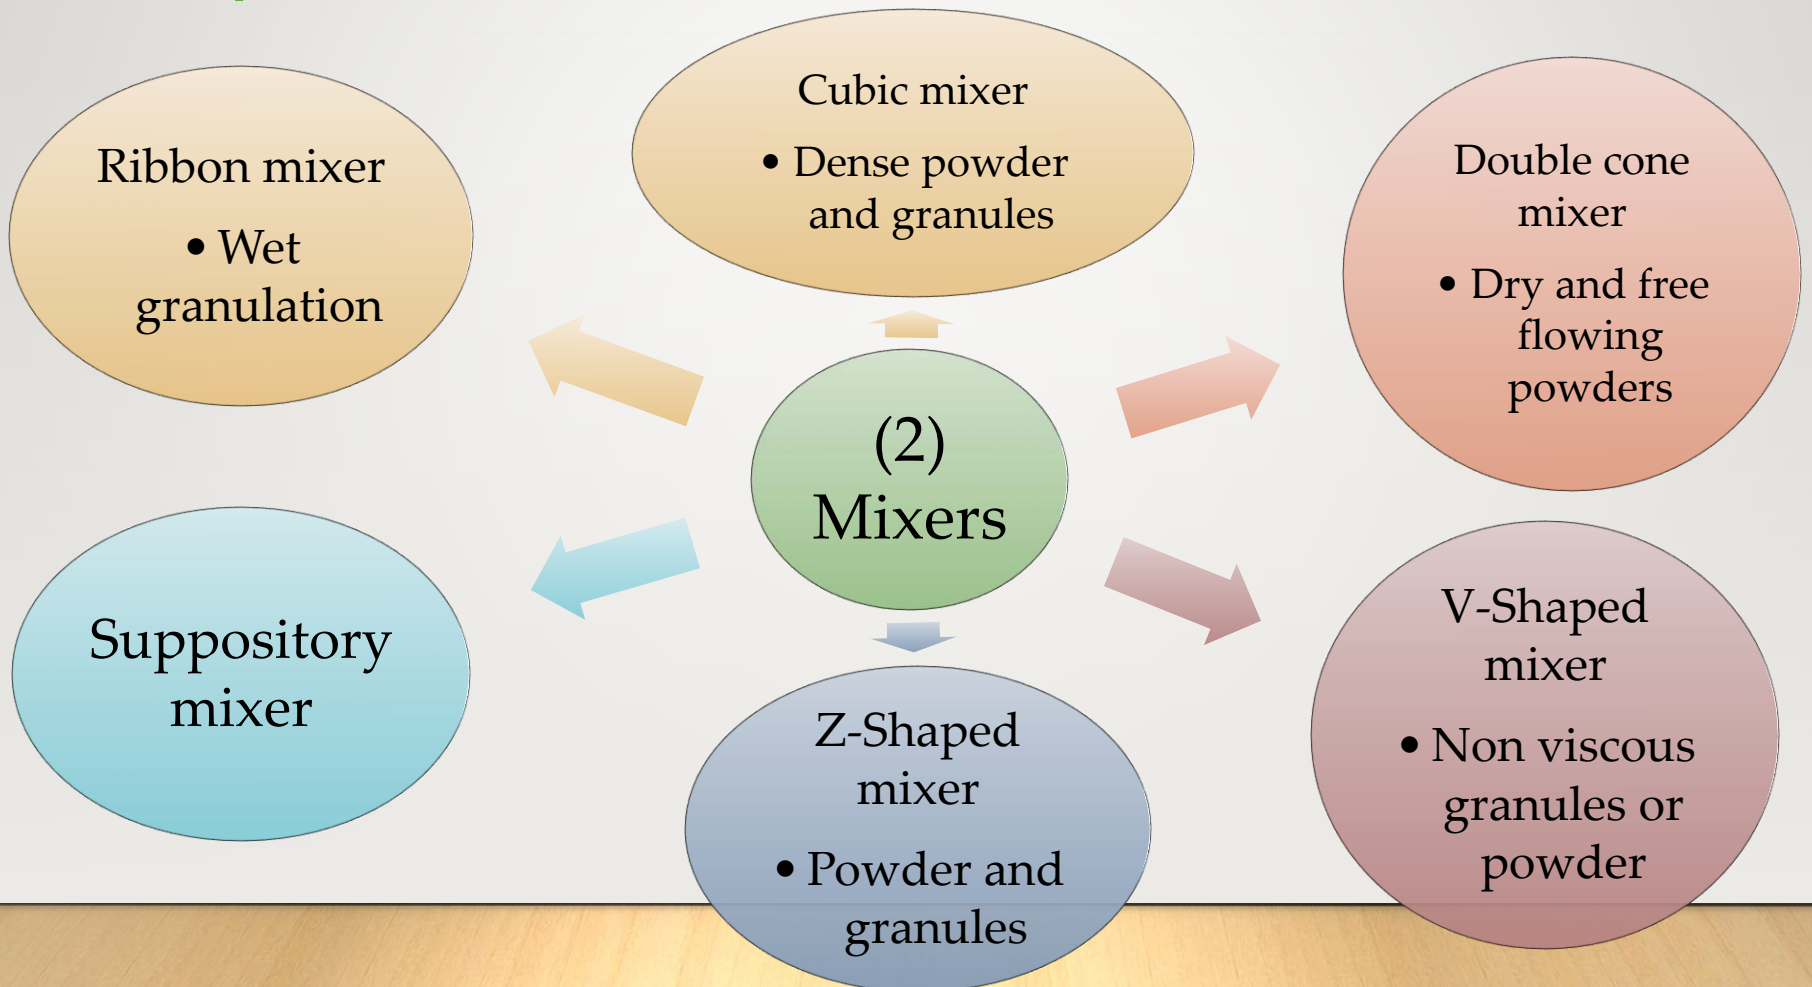 Cubic mixer
• Dense powder
and granules
Double cone
mixer
• Dry and free
flowing
powders
V-Shaped
mixer
• Non viscous
granules or
powder
Z-Shaped
mixer
• Powder and
granules
Suppository
mixer
Ribbon mixer
• Wet
granulation
(2)
Mixers